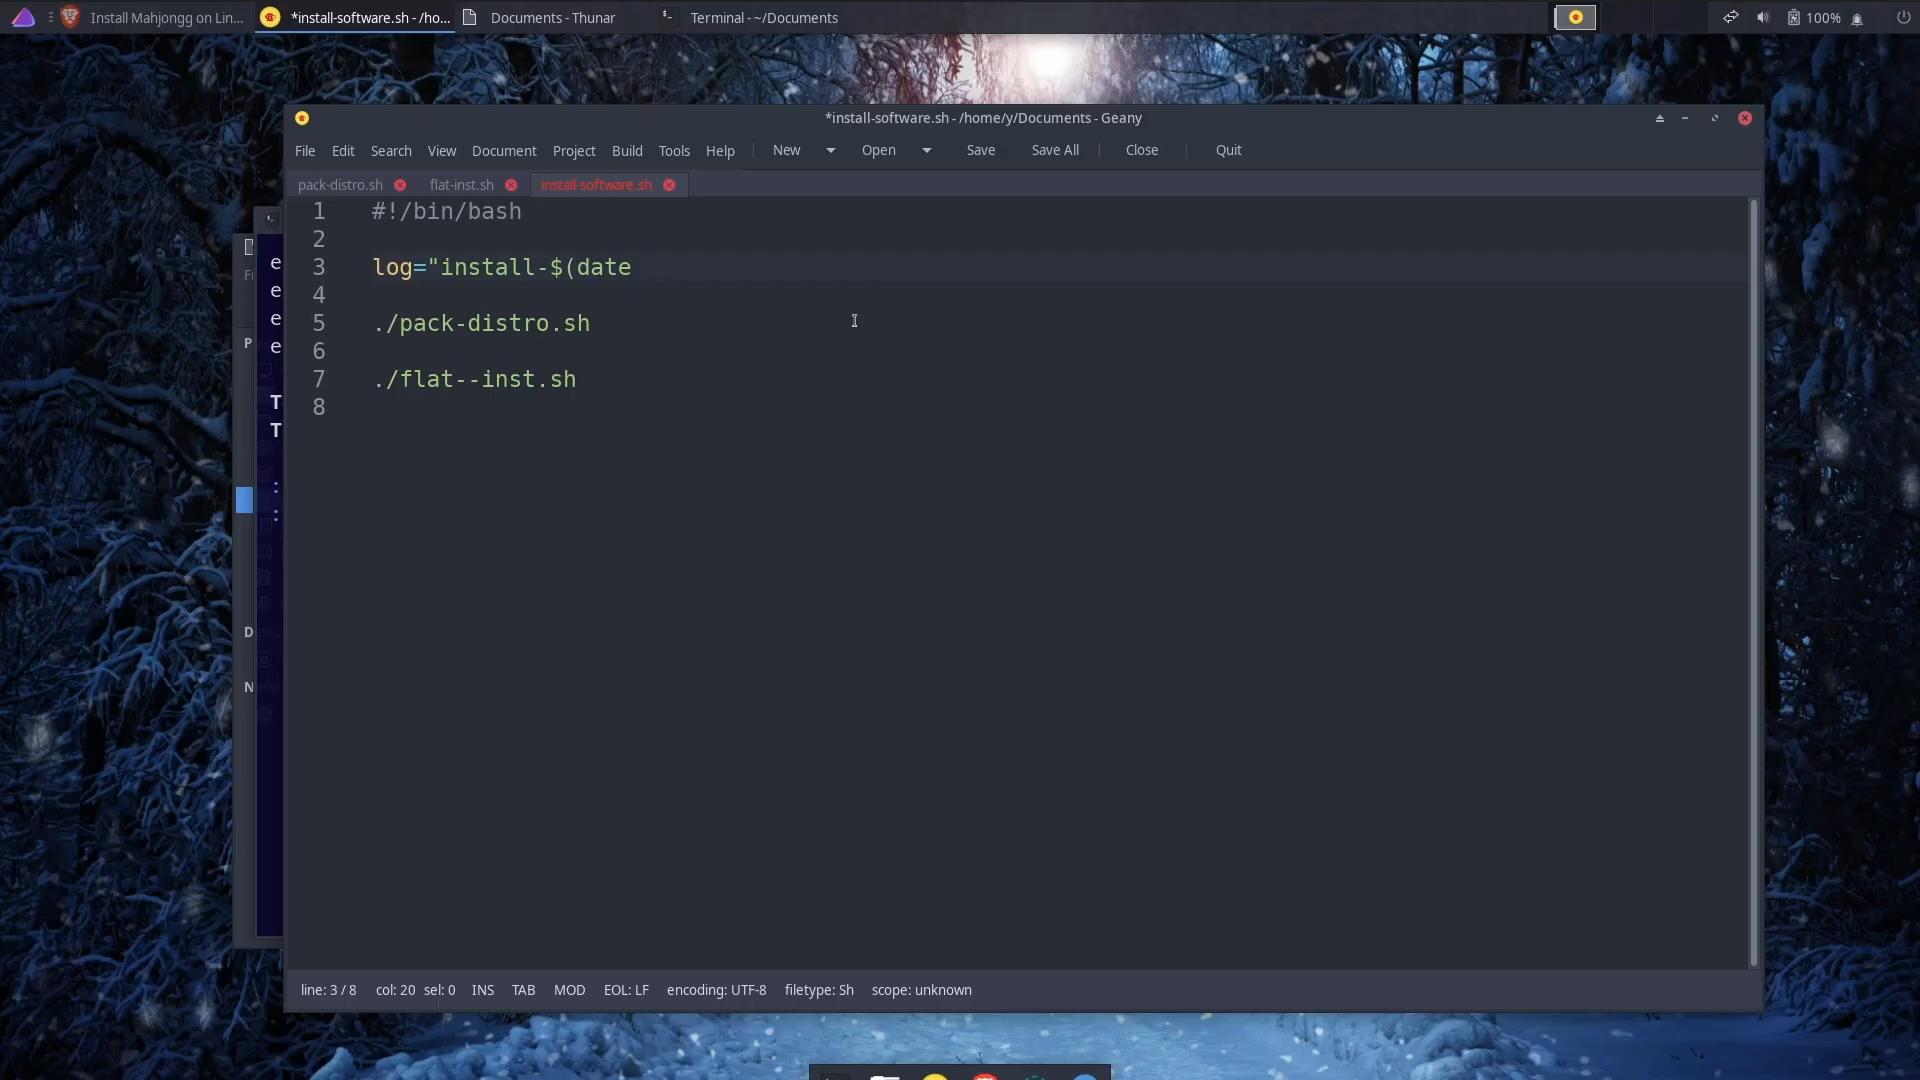 Install Mahjongg on Lin...
*install-software.sh - /ho...
Documents - Thunar
Terminal - ~/Documents
100%
*install-software.sh - /home/y/Documents - Geany
File Edit Search View Document Project Build Tools Help New Open Save Save All Close Quit
pack-distro.sh flat-inst.sh install-software.sh
1 #!/bin/bash
2
3 log="install-$(date
4
5 ./pack-distro.sh
6
7 ./flat--inst.sh
8
Fi
P
D
N
e
e
e
e
T
T
:
:
line: 3 / 8 col: 20 sel: 0 INS TAB MOD EOL: LF encoding: UTF-8 filetype: Sh scope: unknown